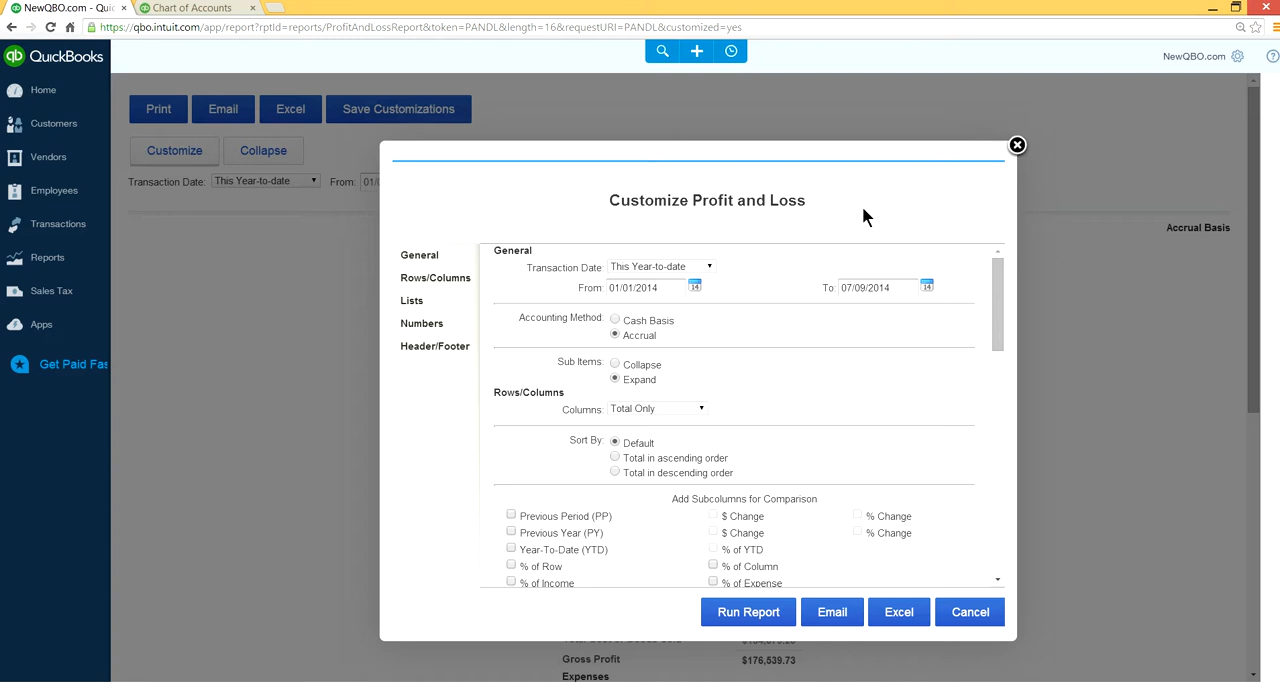 NewQBO.com - Quic
Chart of Accounts
https://qbo.intuit.com/app/report?rptId=reports/ProfitAndLossReport&token=PANDL&length=16&requestURI=PANDL&customized=yes
qb QuickBooks
NewQBO.com
Home
Customers
Vendors
Employees
Transactions
Reports
Sales Tax
Apps
Get Paid Fas
Print
Email
Excel
Save Customizations
Customize
Collapse
Transaction Date: This Year-to-date From: 01/0
Accrual Basis
Customize Profit and Loss
General
Rows/Columns
Lists
Numbers
Header/Footer
General
Transaction Date: This Year-to-date
From: 01/01/2014 To: 07/09/2014
Accounting Method: Cash Basis
Accrual
Sub Items: Collapse
Expand
Rows/Columns
Columns: Total Only
Sort By: Default
Total in ascending order
Total in descending order
Add Subcolumns for Comparison
Previous Period (PP) $ Change % Change
Previous Year (PY) $ Change % Change
Year-To-Date (YTD) % of YTD
% of Row % of Column
% of Income % of Expense
Run Report
Email
Excel
Cancel
Gross Profit $176,539.73
Expenses